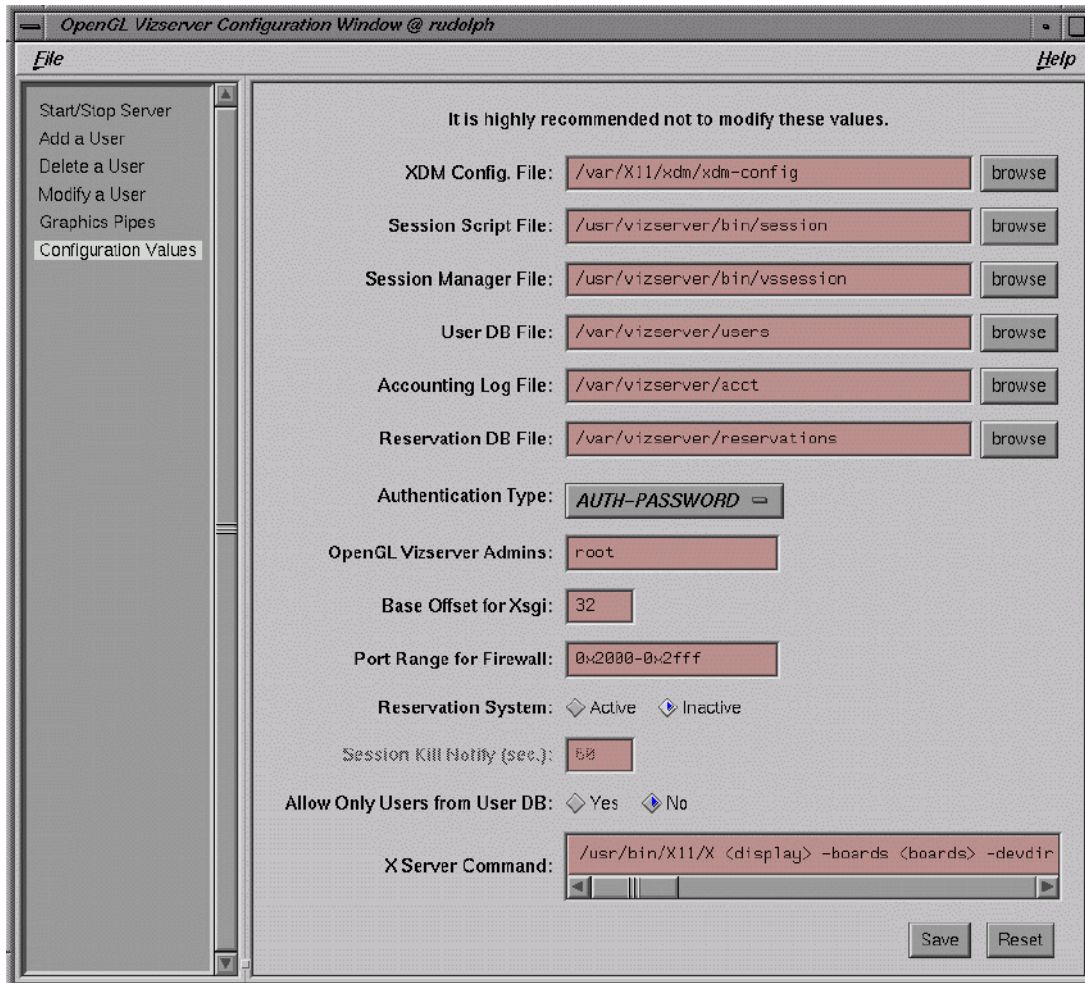 OpenGL Vizserver Configuration Window @ rudolph
File Help
Start/Stop Server
Add a User
Delete a User
Modify a User
Graphics Pipes
Configuration Values
It is highly recommended not to modify these values.
XDM Config. File: /var/X11/xdm/xdm-config browse
Session Script File: /usr/vizserver/bin/session browse
Session Manager File: /usr/vizserver/bin/vssession browse
User DB File: /var/vizserver/users browse
Accounting Log File: /var/vizserver/acct browse
Reservation DB File: /var/vizserver/reservations browse
Authentication Type: AUTH-PASSWORD
OpenGL Vizserver Admins: root
Base Offset for Xsgi: 32
Port Range for Firewall: 0x2000-0x2fff
Reservation System: Active Inactive
Session Kill Notify (sec.): 60
Allow Only Users from User DB: Yes No
X Server Command: /usr/bin/X11/X <display> -boards <boards> -devdir
Save Reset